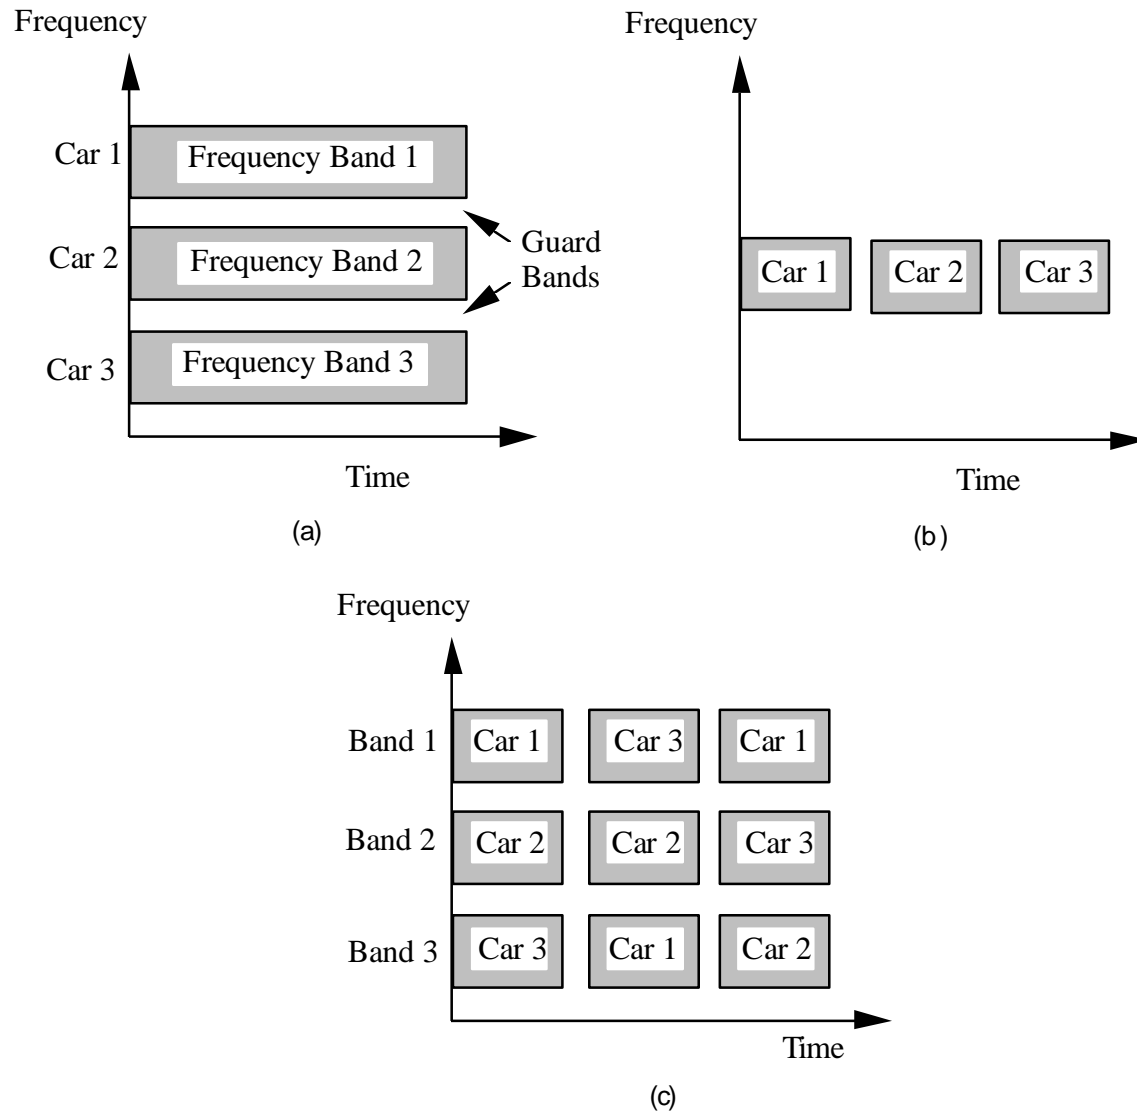 Frequency
Car 1
Frequency Band 1
Car 2
Frequency Band 2
Guard
Bands
Car 3
Frequency Band 3
Time
(a)
Frequency
Car 1
Car 2
Car 3
Time
(b)
Frequency
Band 1
Car 1
Car 3
Car 1
Band 2
Car 2
Car 2
Car 3
Band 3
Car 3
Car 1
Car 2
Time
(c)